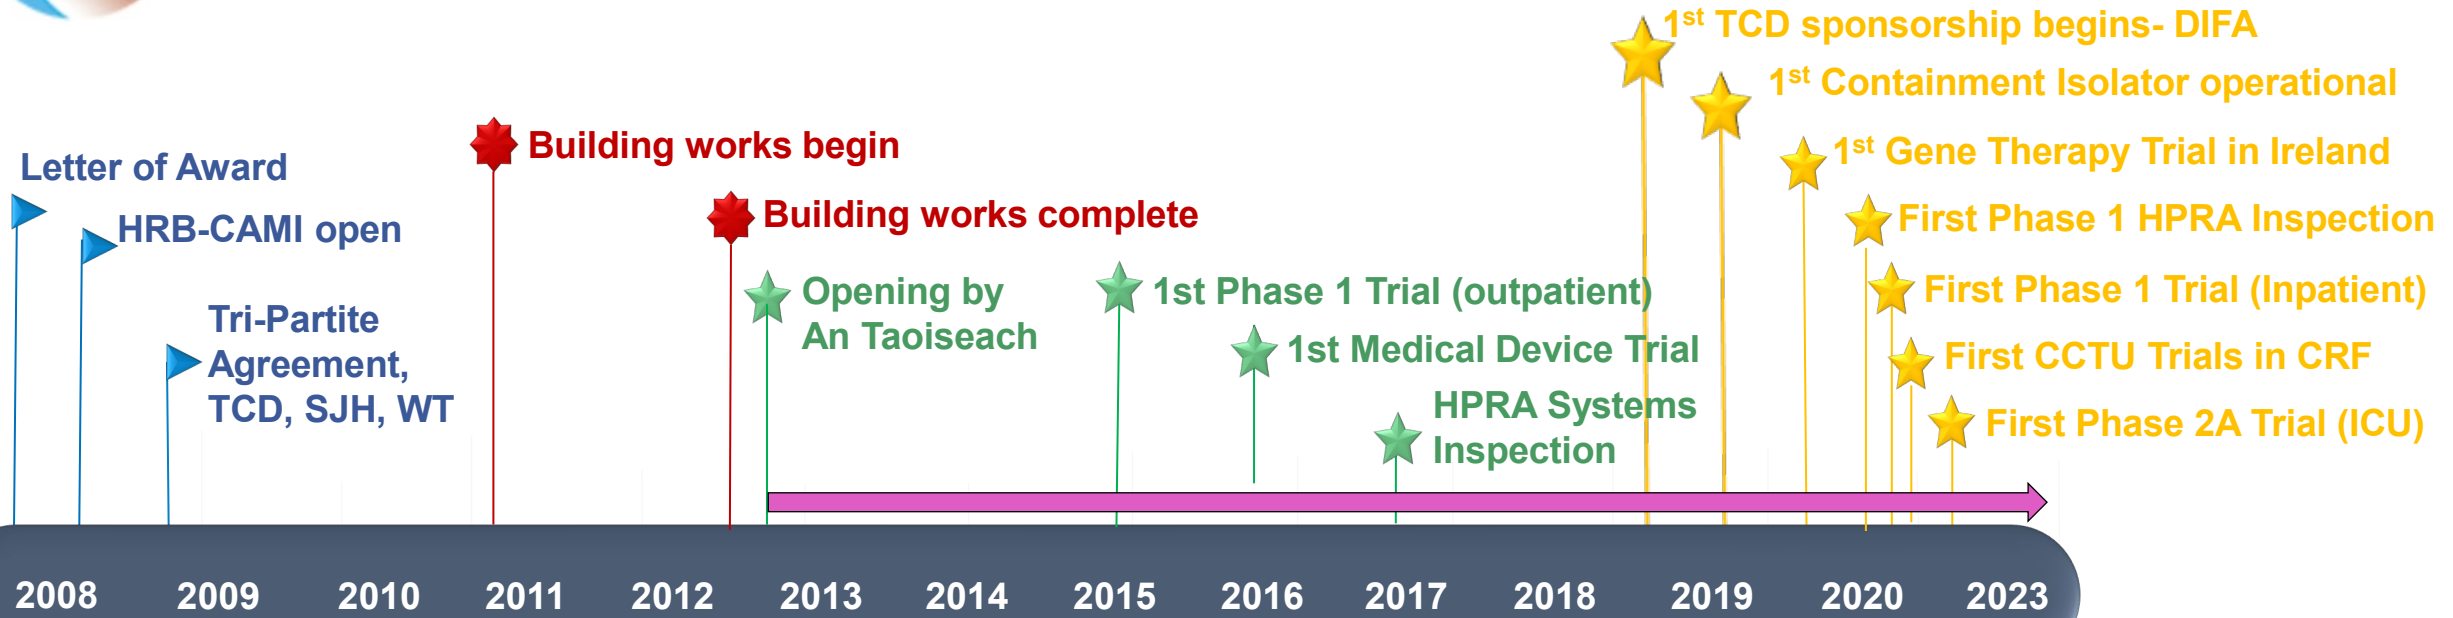 Letter of Award
HRB-CAMI open
Tri-Partite
Agreement,
TCD, SJH, WT
Building works begin
Building works complete
Opening by
An Taoiseach
1st Phase 1 Trial (outpatient)
1st Medical Device Trial
HPRA Systems
Inspection
1st TCD sponsorship begins- DIFA
1st Containment Isolator operational
1st Gene Therapy Trial in Ireland
First Phase 1 HPRA Inspection
First Phase 1 Trial (Inpatient)
First CCTU Trials in CRF
First Phase 2A Trial (ICU)
2008 2009 2010 2011 2012 2013 2014 2015 2016 2017 2018 2019 2020 2023